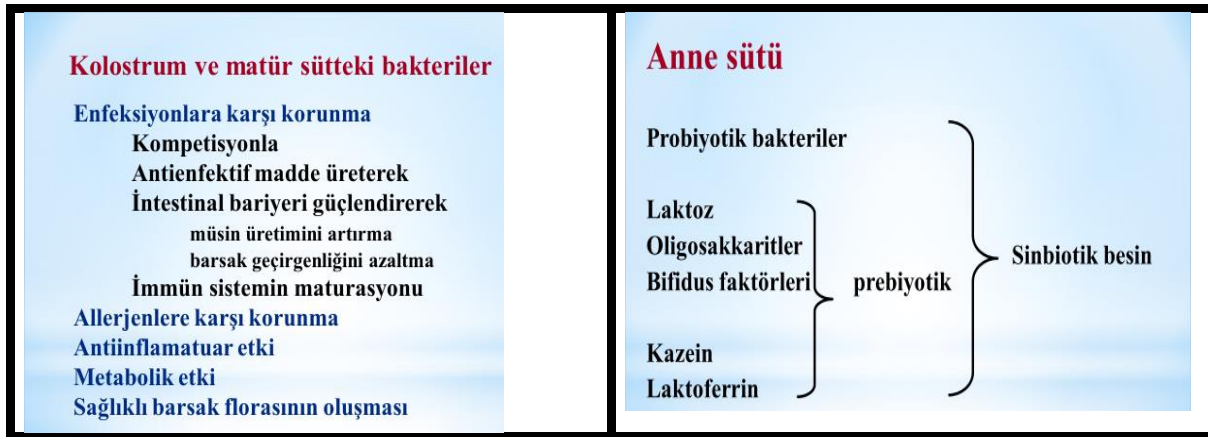 Kolostrum ve matür sütteki bakteriler
Enfeksiyonlara karşı korunma
Kompetisyonla
Antienfektif madde üreterek
İntestinal bariyeri güçlendirerek
müsin üretimini artırma
barsak geçirgenliğini azaltma
İmmün sistemin maturasyonu
Allerjenlere karşı korunma
Antiinflamatuar etki
Metabolik etki
Sağlıklı barsak florasının oluşması
Anne sütü
Probiyotik bakteriler
Laktoz
Oligosakkaritler
Bifidus faktörleri
prebiyotik
Sinbiotik besin
Kazein
Laktoferrin